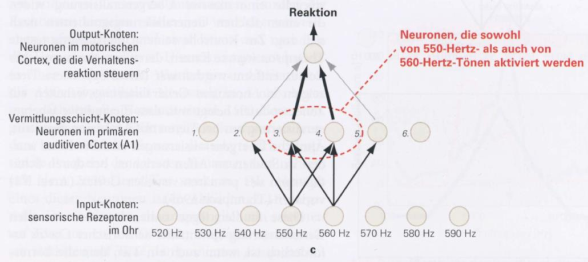 Reaktion
Output-Knoten:
Neuronen im motorischen
Cortex, die die Verhaltens-
reaktion steuern
Neuronen, die sowohl
von 550-Hertz- als auch von
560-Hertz-Tönen aktiviert werden
Vermittlungsschicht-Knoten:
Neuronen im primären
auditiven Cortex (A1)
1. 2. 3. 4. 5. 6.
Input-Knoten:
sensorische Rezeptoren
im Ohr
520 Hz 530 Hz 540 Hz 550 Hz 560 Hz 570 Hz 580 Hz 590 Hz
c